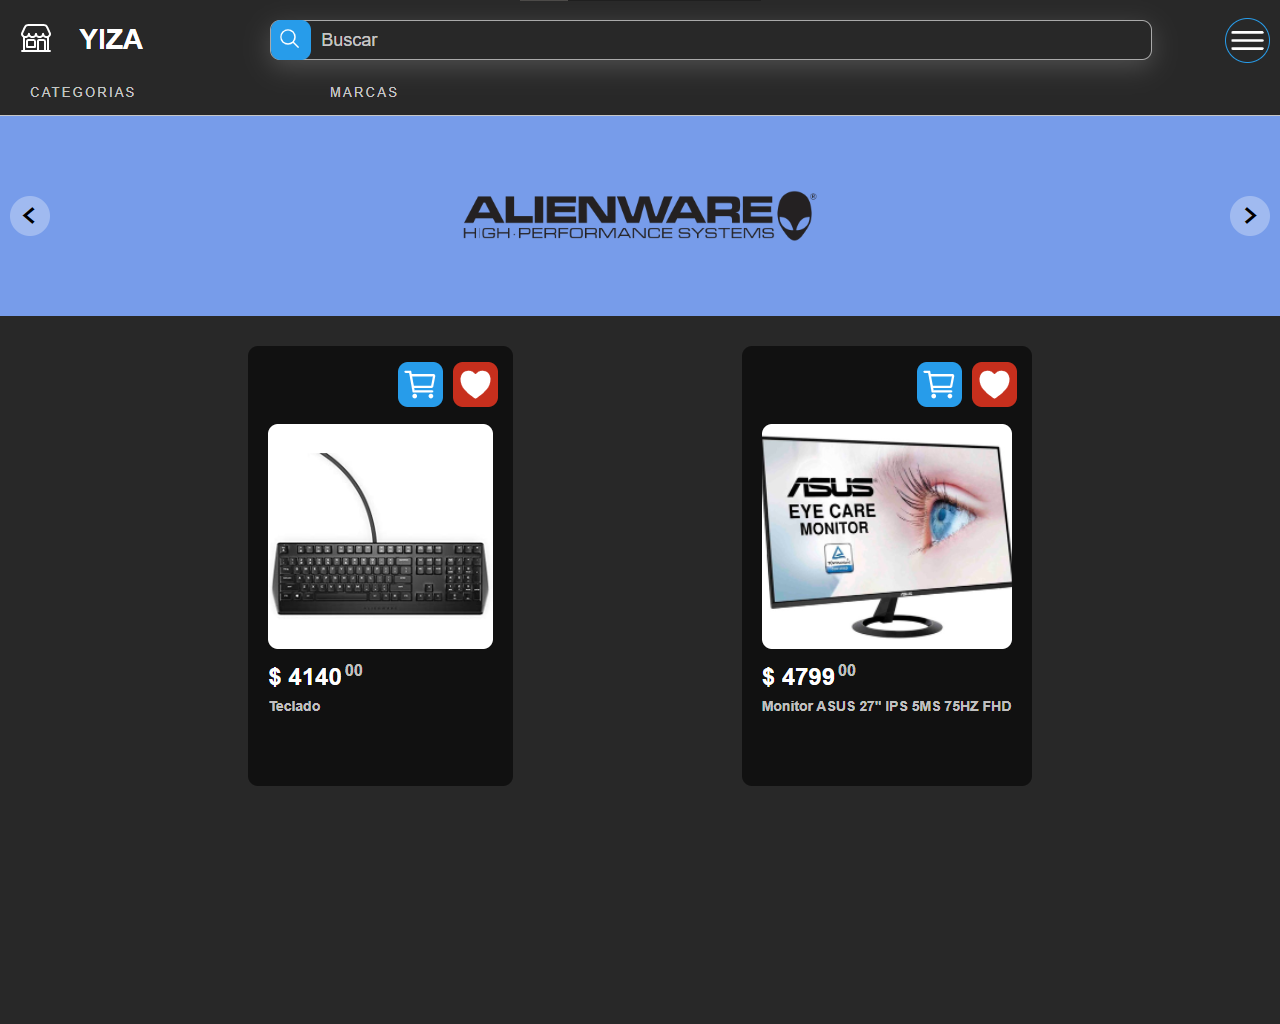 YIZA
Buscar
CATEGORIAS
MARCAS
ALIENWARE®
HIGH-PERFORMANCE SYSTEMS
ASUS
EYE CARE
MONITOR
$ 4140 00
Teclado
$ 4799 00
Monitor ASUS 27" IPS 5MS 75HZ FHD